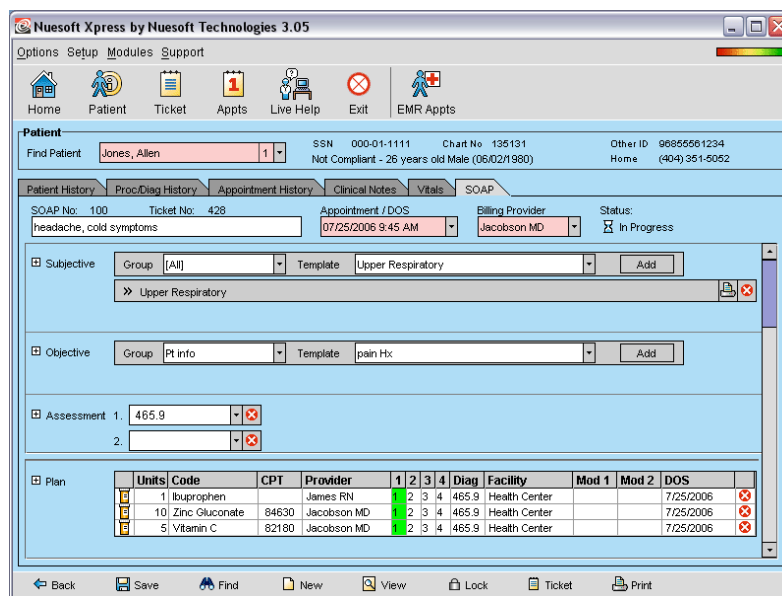 Nuesoft Xpress by Nuesoft Technologies 3.05
Options Setup Modules Support
Home Patient Ticket Appts Live Help Exit EMR Appts
Patient
Find Patient Jones, Allen 1 SSN 000-01-1111 Chart No 135131 Other ID 96855561234
Not Compliant - 26 years old Male (06/02/1980) Home (404) 351-5052
Patient History Proc/Diag History Appointment History Clinical Notes Vitals SOAP
SOAP No: 100 Ticket No: 428 Appointment / DOS Billing Provider Status:
headache, cold symptoms 07/25/2006 9:45 AM Jacobson MD In Progress
Subjective Group [All] Template Upper Respiratory Add
» Upper Respiratory
Objective Group Pt info Template pain Hx Add
Assessment 1. 465.9
2.
Plan Units Code CPT Provider 1 2 3 4 Diag Facility Mod 1 Mod 2 DOS
1 Ibuprophen James RN 1 2 3 4 465.9 Health Center 7/25/2006
10 Zinc Gluconate 84630 Jacobson MD 1 2 3 4 465.9 Health Center 7/25/2006
5 Vitamin C 82180 Jacobson MD 1 2 3 4 465.9 Health Center 7/25/2006
Back Save Find New View Lock Ticket Print